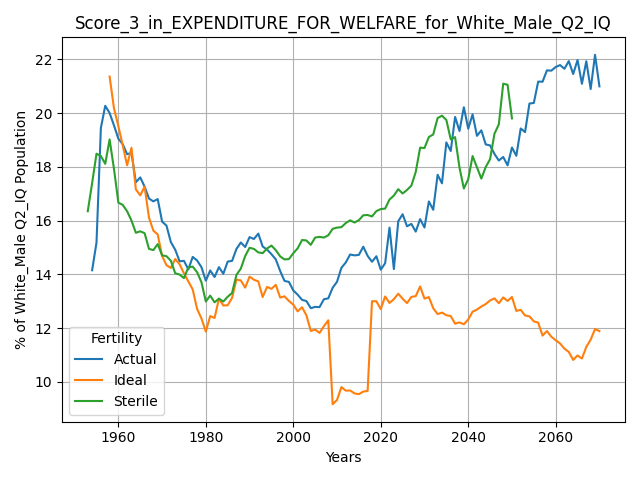 Score_3_in_EXPENDITURE_FOR_WELFARE_for_White_Male_Q2_IQ
% of White_Male Q2_IQ Population
22
20
18
16
14
12
10
Fertility
Actual
Ideal
Sterile
1960 1980 2000 2020 2040 2060
Years